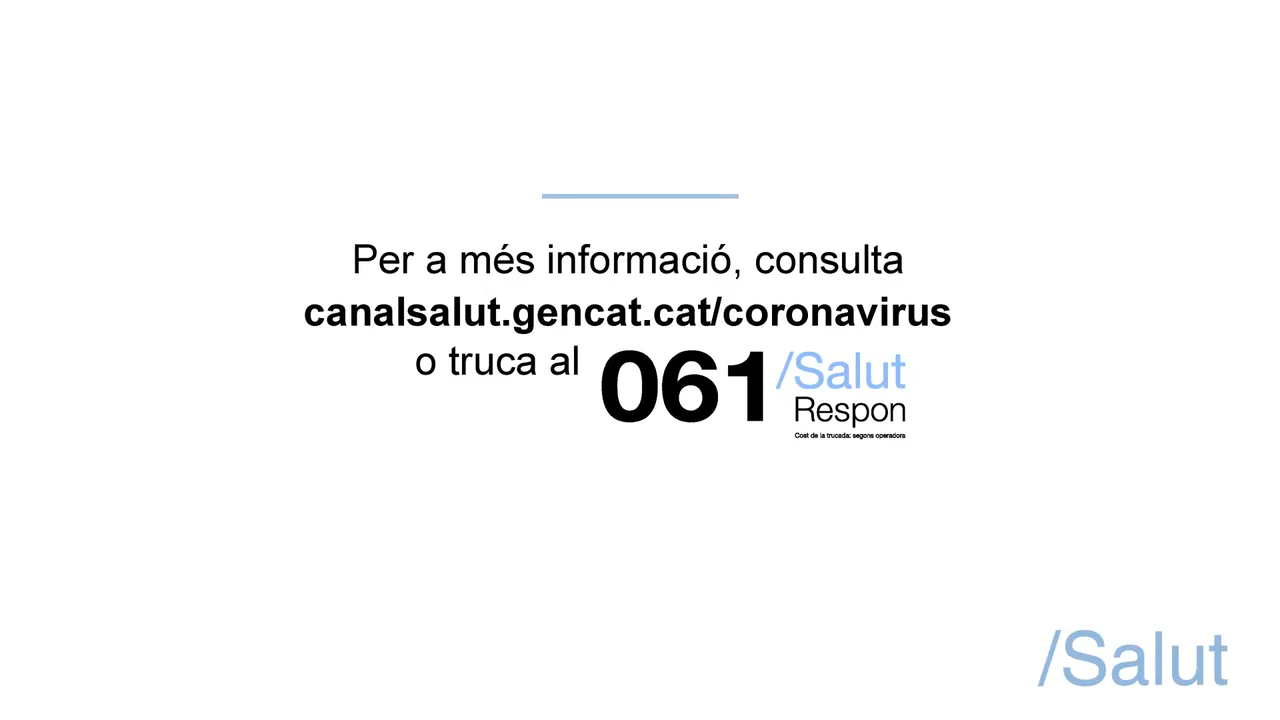 Per a més informació, consulta
canalsalut.gencat.cat/coronavirus
o truca al 061 /Salut
Respon
Cost de la trucada: segons operadora
/Salut